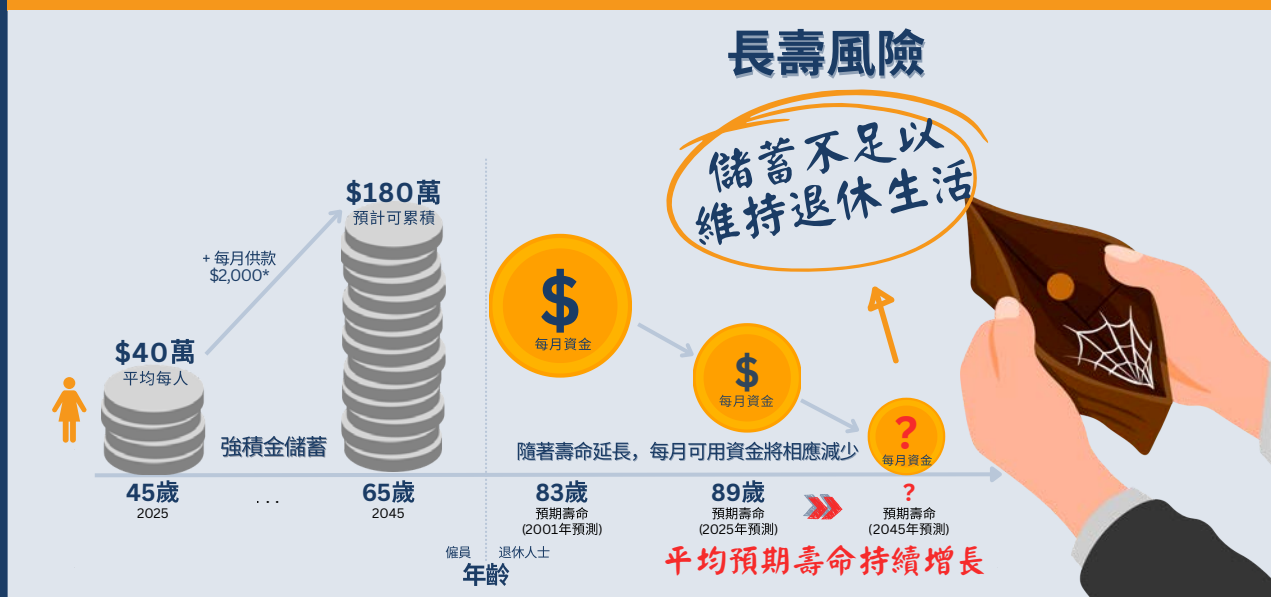 長壽風險
儲蓄不足以
維持退休生活
$180萬
預計可累積
+ 每月供款
$2,000*
$40萬
平均每人
強積金儲蓄
$
每月資金
$
每月資金
?
每月資金
隨著壽命延長，每月可用資金將相應減少
45歲
2025
...
65歲
2045
83歲
預期壽命
(2001年預測)
89歲
預期壽命
(2025年預測)
?
預期壽命
(2045年預測)
僱員
退休人士
年齡
平均預期壽命持續增長